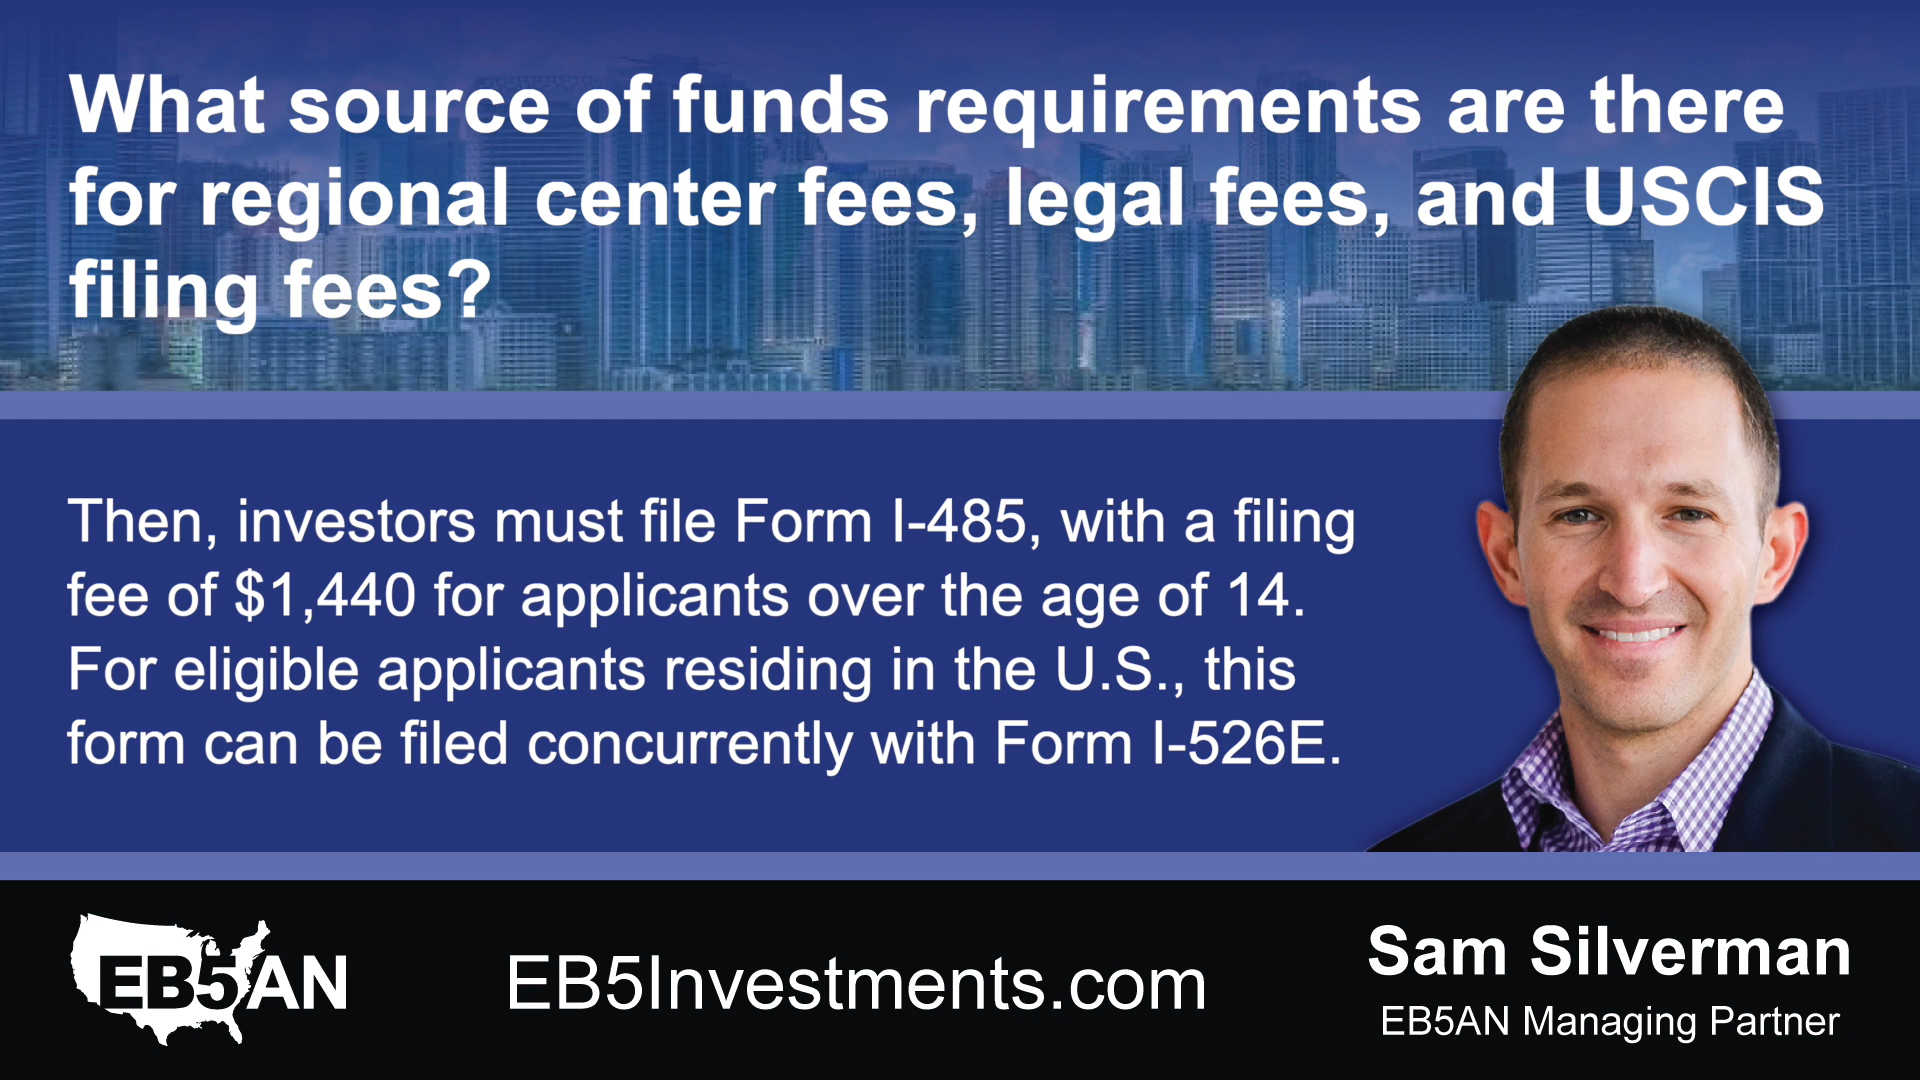 What source of funds requirements are there
for regional center fees, legal fees, and USCIS
filing fees?
Then, investors must file Form I-485, with a filing
fee of $1,440 for applicants over the age of 14.
For eligible applicants residing in the U.S., this
form can be filed concurrently with Form I-526E.
EB5AN
EB5Investments.com
Sam Silverman
EB5AN Managing Partner